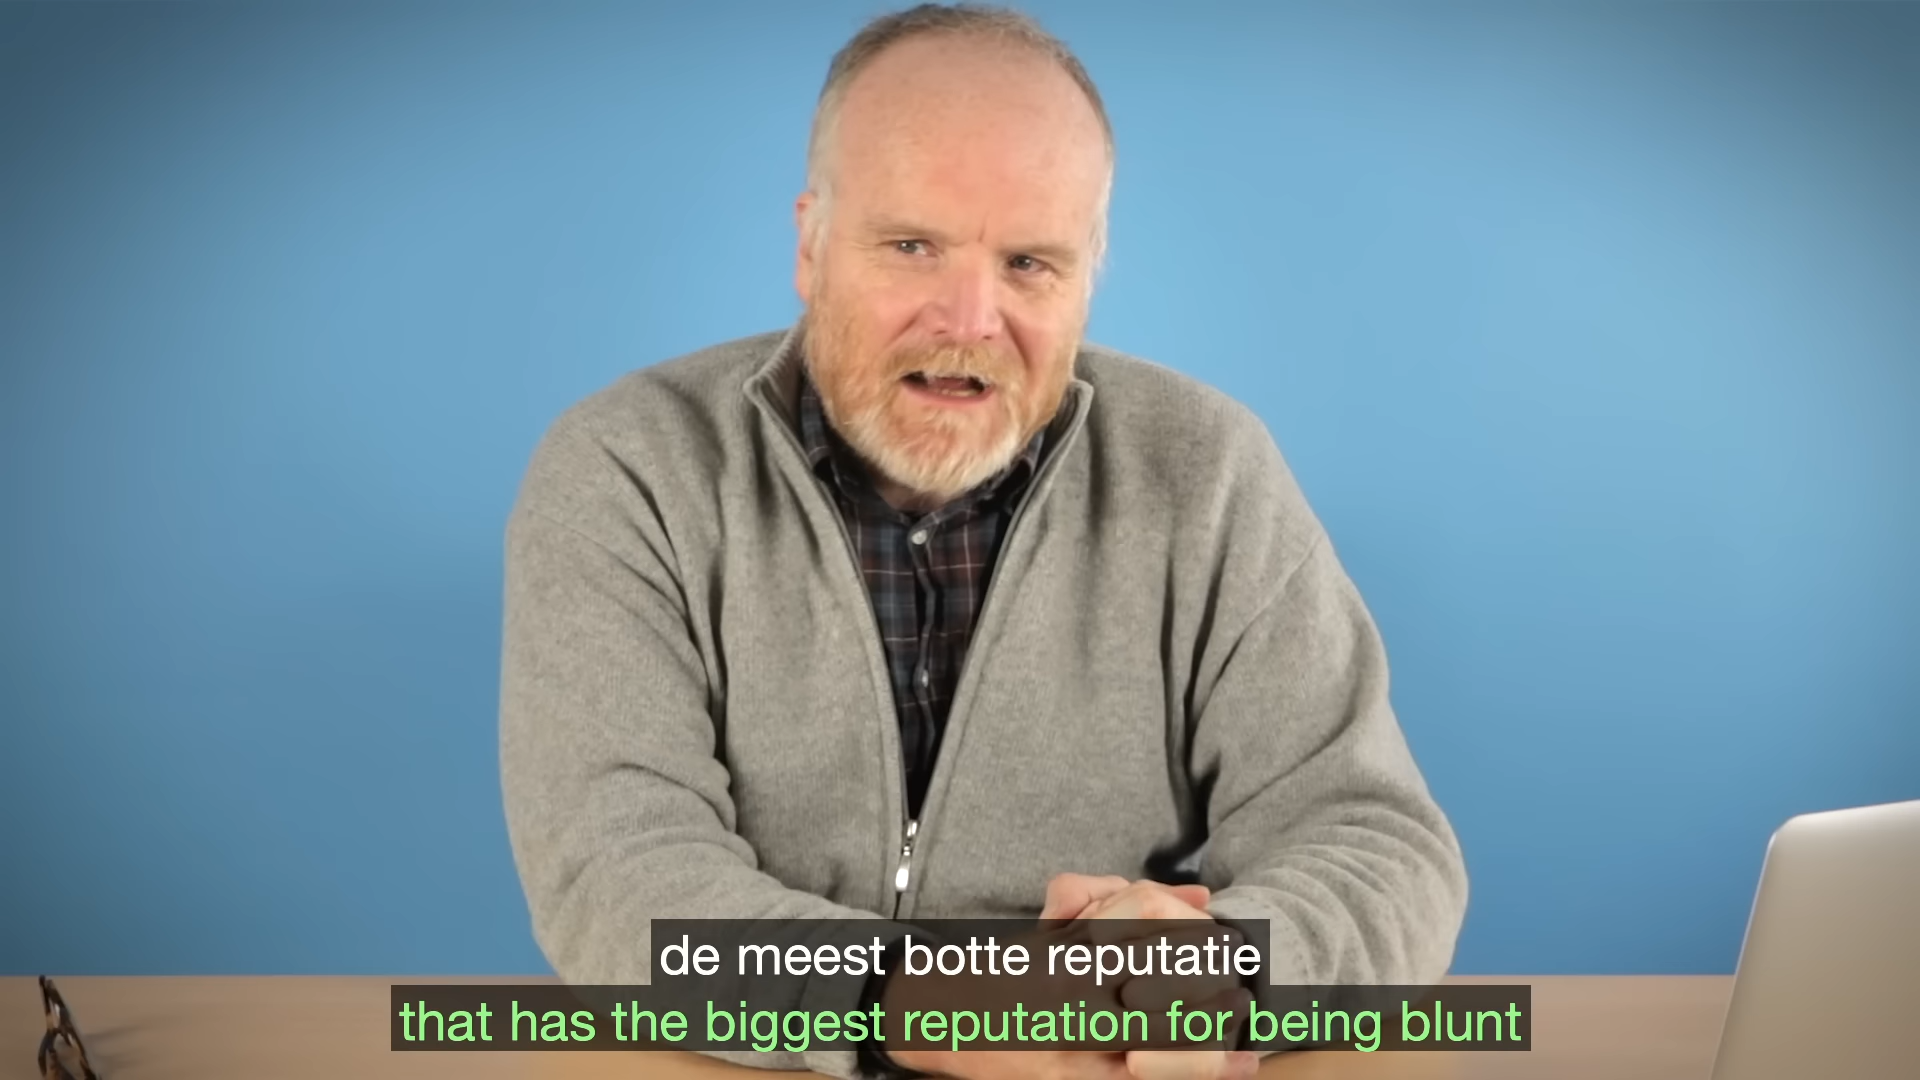 de meest botte reputatie
that has the biggest reputation for being blunt